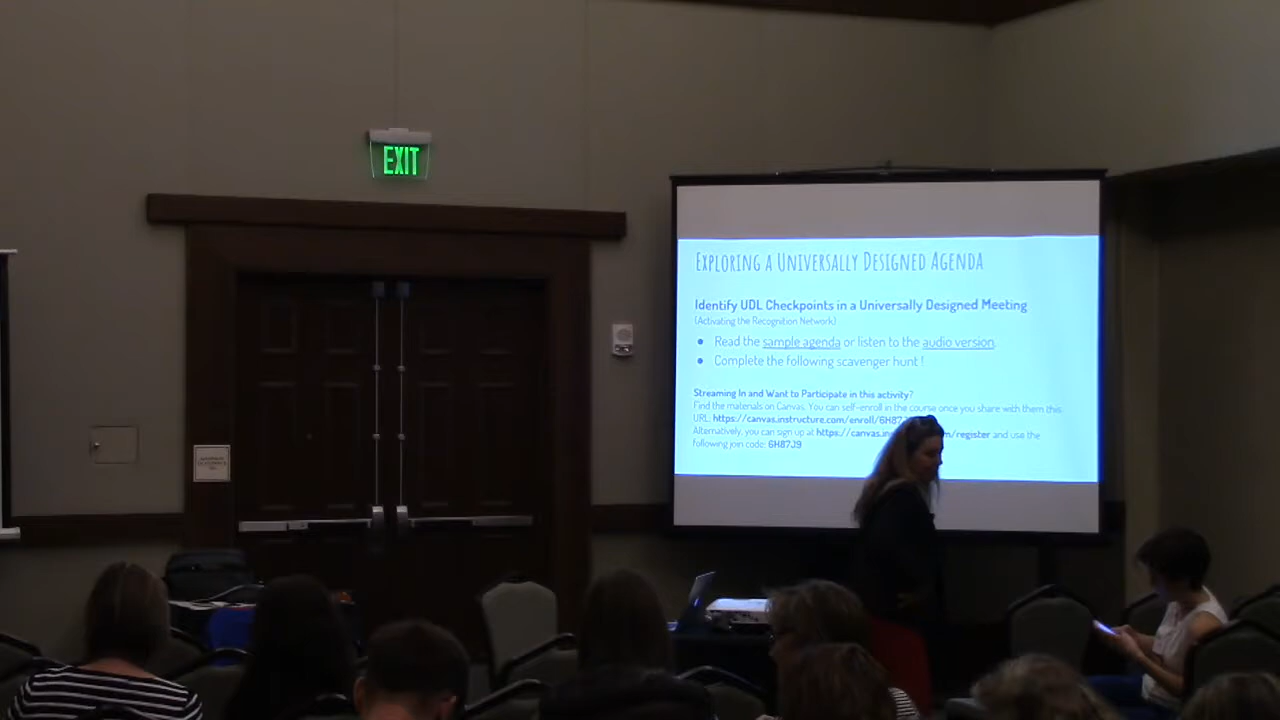 EXIT
EXPLORING A UNIVERSALLY DESIGNED AGENDA
Identify UDL Checkpoints in a Universally Designed Meeting
(Activating the Recognition Network)
Read the sample agenda or listen to the audio version.
Complete the following scavenger hunt!
Streaming In and Want to Participate in this activity?
Find the materials on Canvas. You can self-enroll in the course once you share with them this
URL: https://canvas.instructure.com/enroll/6H87
Alternatively, you can sign up at https://canvas.ins m/register and use the
following join code: 6H87J9